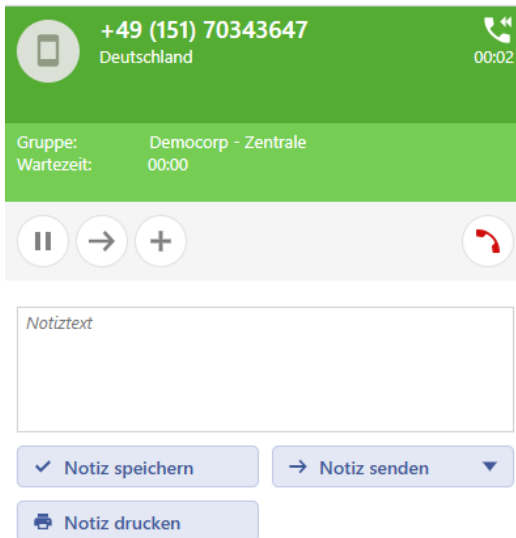 +49 (151) 70343647
Deutschland
00:02
Gruppe: Democorp - Zentrale
Wartezeit: 00:00
Notiztext
Notiz speichern
Notiz senden
Notiz drucken